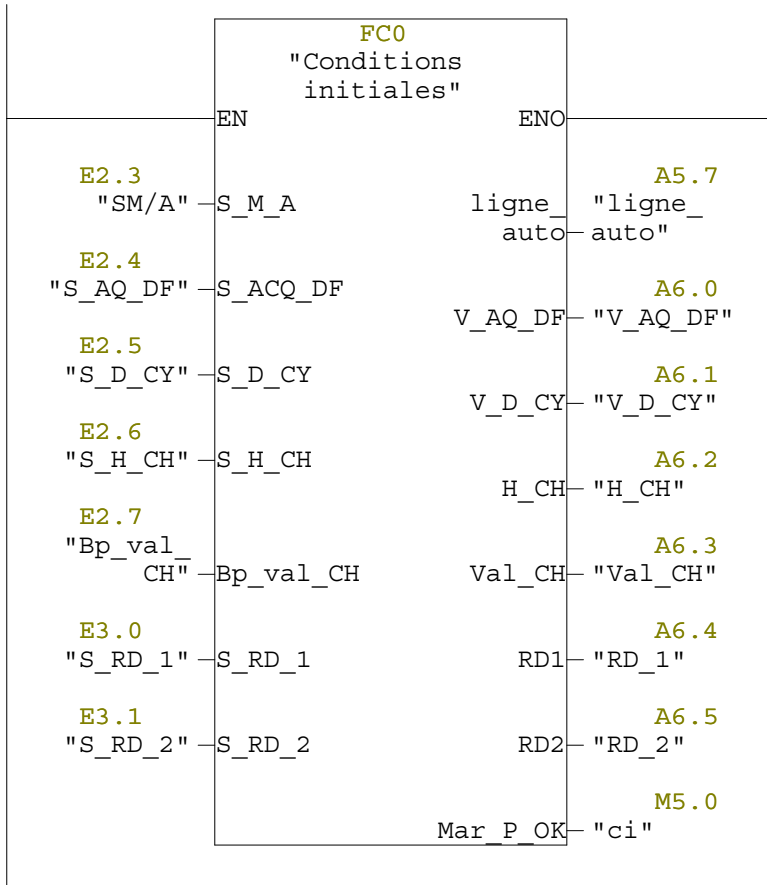 FC0
"Conditions
initiales"
EN ENO
E2.3 A5.7
"SM/A" S_M_A ligne_ "ligne_
auto auto"
E2.4
"S_AQ_DF" S_ACQ_DF A6.0
V_AQ_DF "V_AQ_DF"
E2.5
"S_D_CY" S_D_CY A6.1
V_D_CY "V_D_CY"
E2.6
"S_H_CH" S_H_CH A6.2
H_CH "H_CH"
E2.7
"Bp_val_ A6.3
CH" Bp_val_CH Val_CH "Val_CH"
E3.0 A6.4
"S_RD_1" S_RD_1 RD1 "RD_1"
E3.1 A6.5
"S_RD_2" S_RD_2 RD2 "RD_2"
M5.0
Mar_P_OK "ci"